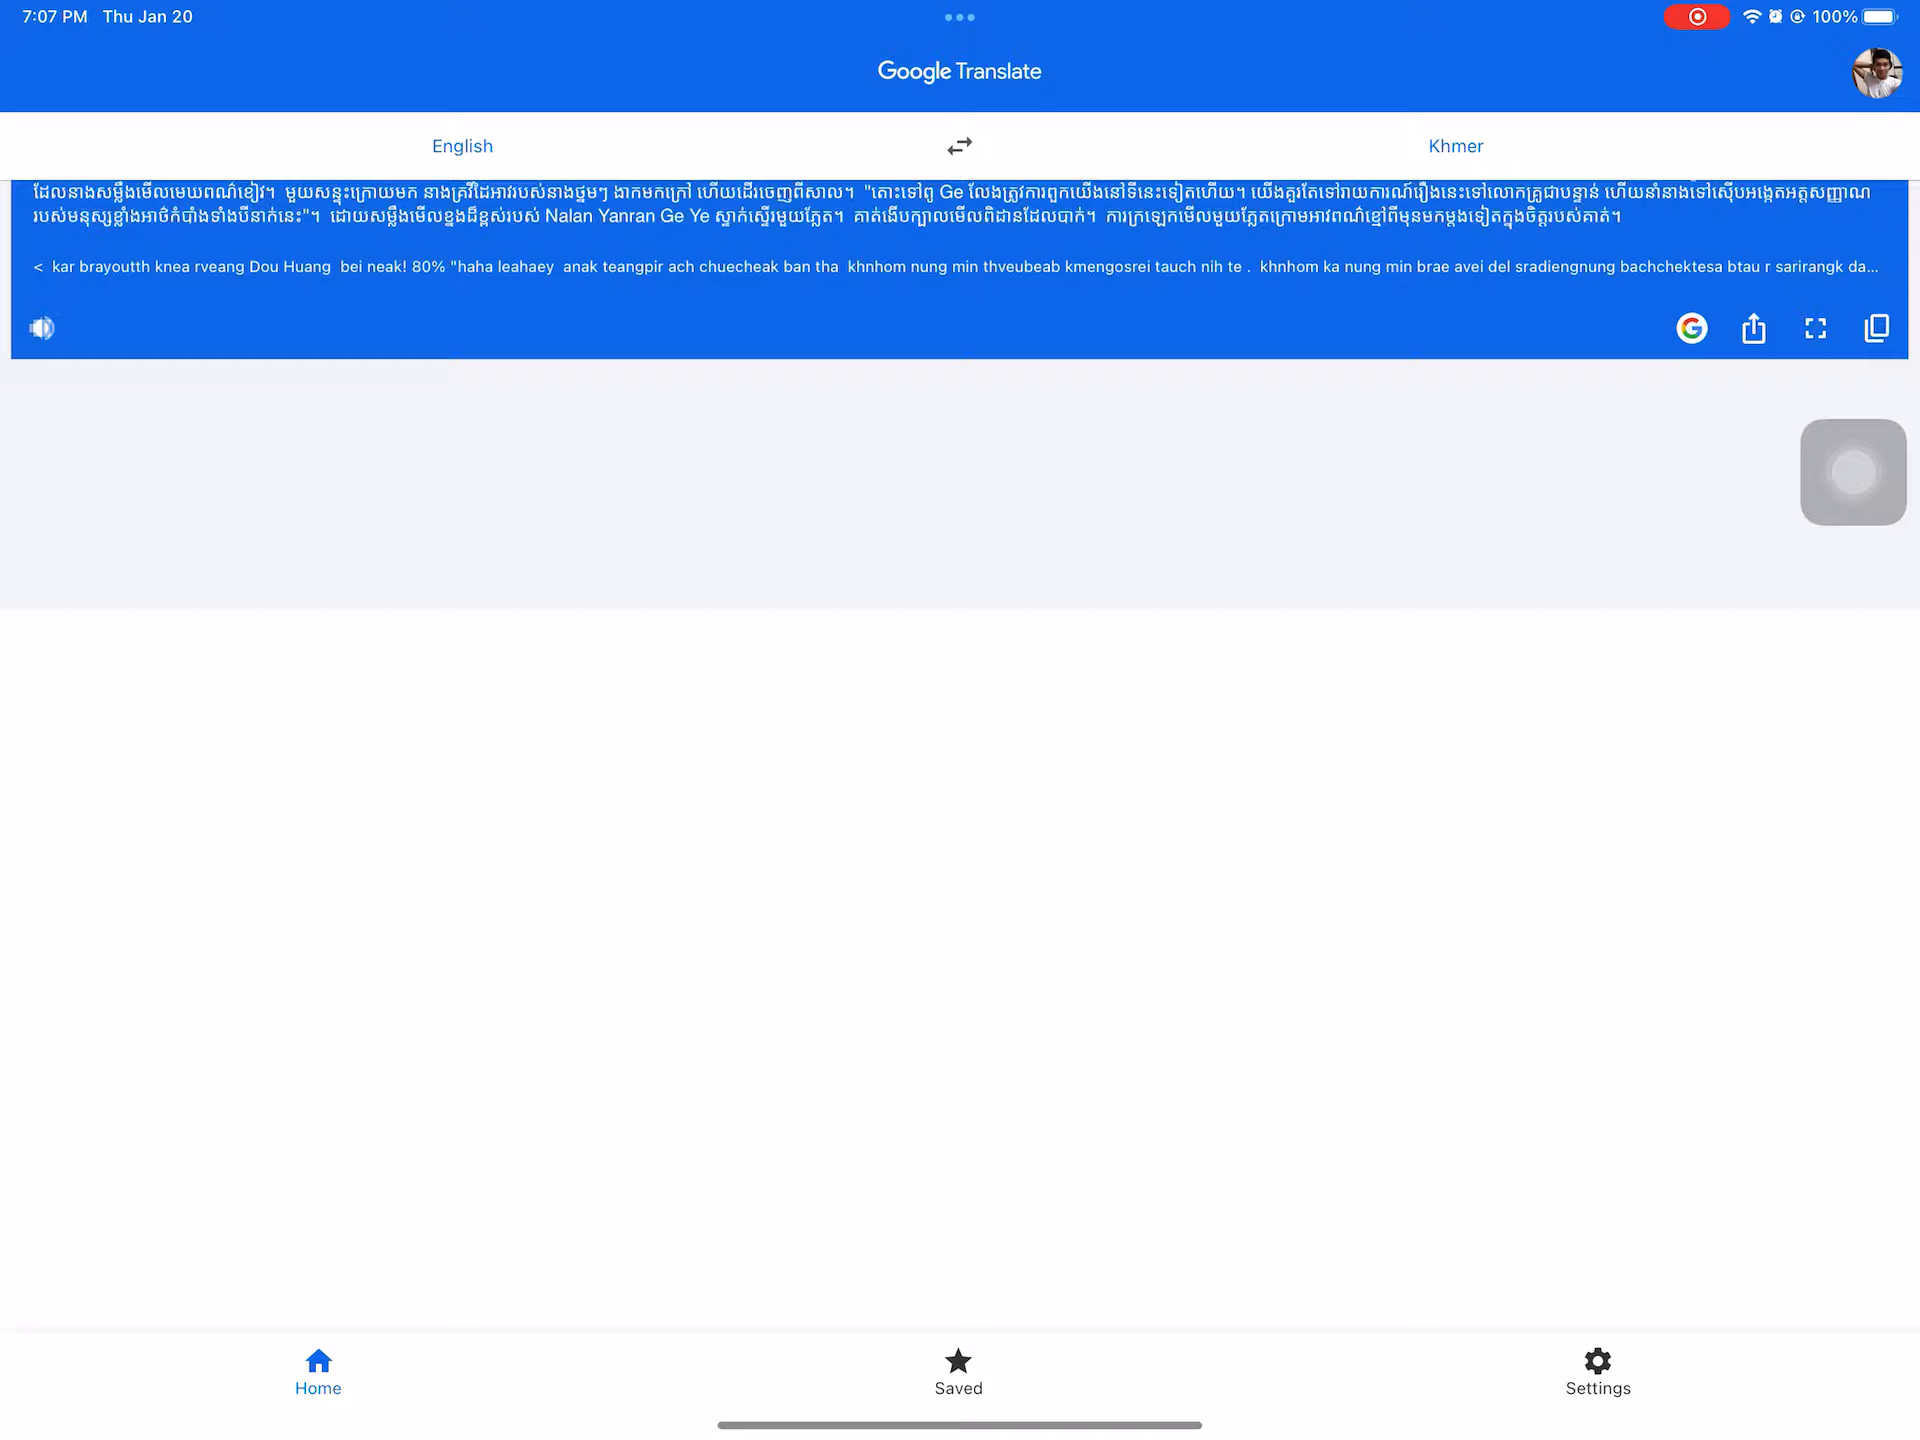 7:07 PM Thu Jan 20
100%
Google Translate
English
Khmer
ដែលនាងសម្លឹងមើលមេឃពណ៌ខៀវ។ មួយសន្ទុះក្រោយមក នាងគ្រវីដៃអាវរបស់នាងថ្នមៗ ងាកមកក្រៅ ហើយដើរចេញពីសាល។ "តោះទៅពូ Ge លែងត្រូវការពួកយើងនៅទីនេះទៀតហើយ។ យើងគួរតែទៅរាយការណ៍រឿងនេះទៅលោកគ្រូជាបន្ទាន់ ហើយនាំនាងទៅស៊ើបអង្កេតអត្តសញ្ញាណ
របស់មនុស្សខ្លាំងអាថ៌កំបាំងទាំងបីនាក់នេះ"។ ដោយសម្លឹងមើលខ្នងដ៏ខ្ពស់របស់ Nalan Yanran Ge Ye ស្ទាក់ស្ទើរមួយភ្លែត។ គាត់ងើបក្បាលមើលពិដានដែលបាក់។ ការក្រឡេកមើលមួយភ្លែតក្រោមអាវពណ៌ខ្មៅពីមុនមកម្តងទៀតក្នុងចិត្តរបស់គាត់។
< kar brayoutth knea rveang Dou Huang bei neak! 80% "haha leahaey anak teangpir ach chuecheak ban tha khnhom nung min thveubeab kmengosrei tauch nih te . khnhom ka nung min brae avei del sradiengnung bachchektesa btau r sarirangk da...
Home
Saved
Settings